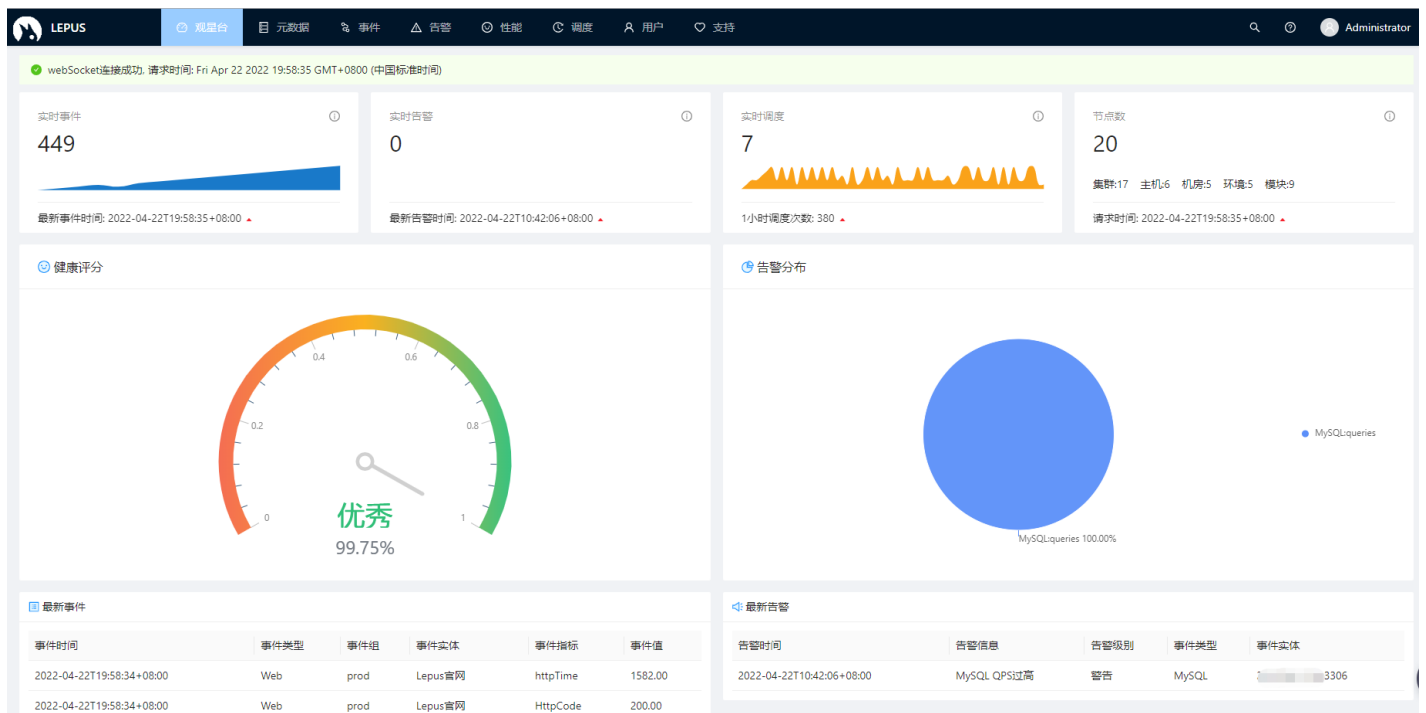 LEPUS 观星台 元数据 事件 告警 性能 调度 用户 支持 Administrator
webSocket连接成功, 请求时间: Fri Apr 22 2022 19:58:35 GMT+0800 (中国标准时间)
实时事件 实时告警 实时调度 节点数
449 0 7 20
集群:17 主机:6 机房:5 环境:5 模块:9
最新事件时间: 2022-04-22T19:58:35+08:00 最新告警时间: 2022-04-22T10:42:06+08:00 1小时调度次数: 380 请求时间: 2022-04-22T19:58:35+08:00
健康评分 告警分布
0.4 0.6
0.2 0.8
MySQL:queries
0 优秀 1
99.75%
MySQL:queries 100.00%
最新事件 最新告警
事件时间 事件类型 事件组 事件实体 事件指标 事件值 告警时间 告警信息 告警级别 事件类型 事件实体
2022-04-22T19:58:34+08:00 Web prod Lepus官网 httpTime 1582.00 2022-04-22T10:42:06+08:00 MySQL QPS过高 警告 MySQL 3306
2022-04-22T19:58:34+08:00 Web prod Lepus官网 HttpCode 200.00